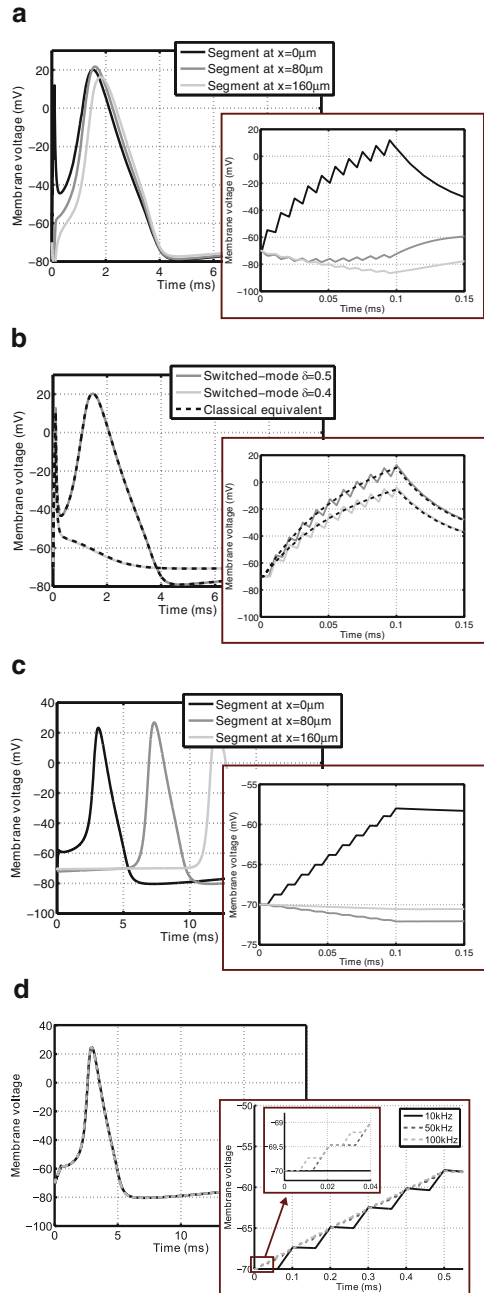 a
Segment at x=0μm
Segment at x=80μm
Segment at x=160μm
Membrane voltage (mV)
20
0
−20
−40
−60
−80
0
2
4
6
Time (ms)
Membrane voltage (mV)
20
0
−20
−40
−60
−80
−100
0
0.05
0.1
0.15
Time (ms)
b
Switched−mode δ=0.5
Switched−mode δ=0.4
Classical equivalent
Membrane voltage (mV)
20
0
−20
−40
−60
−80
0
2
4
6
Time (ms)
Membrane voltage (mV)
20
0
−20
−40
−60
−80
−100
0
0.05
0.1
0.15
Time (ms)
c
Segment at x=0μm
Segment at x=80μm
Segment at x=160μm
Membrane voltage (mV)
40
20
0
−20
−40
−60
−80
−100
0
5
10
Time (ms)
Membrane voltage (mV)
−55
−60
−65
−70
−75
0
0.05
0.1
0.15
Time (ms)
d
Membrane voltage
40
20
0
−20
−40
−60
−80
−100
0
5
10
Time (ms)
Membrane voltage
−50
−55
−60
−65
−70
0
0.1
0.2
0.3
0.4
0.5
Time (ms)
10kHz
50kHz
100kHz
−69
−69.5
−70
0
0.02
0.04